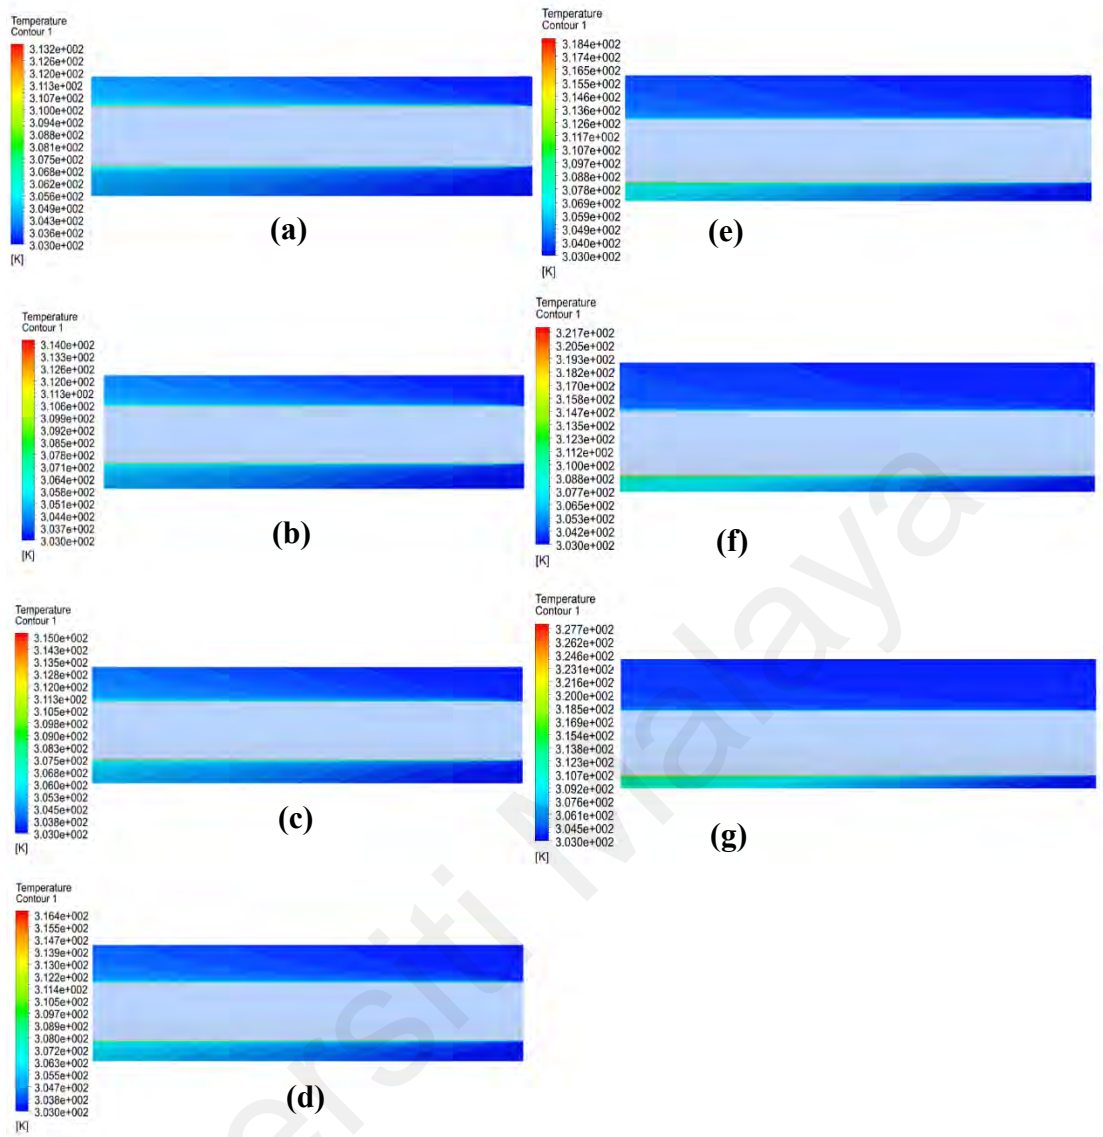 Temperature
Contour 1
3.132e+002
3.126e+002
3.120e+002
3.113e+002
3.107e+002
3.100e+002
3.094e+002
3.088e+002
3.081e+002
3.075e+002
3.068e+002
3.062e+002
3.056e+002
3.049e+002
3.043e+002
3.036e+002
3.030e+002
[K]
(a)
Temperature
Contour 1
3.140e+002
3.133e+002
3.126e+002
3.120e+002
3.113e+002
3.106e+002
3.099e+002
3.092e+002
3.085e+002
3.078e+002
3.071e+002
3.064e+002
3.058e+002
3.051e+002
3.044e+002
3.037e+002
3.030e+002
[K]
(b)
Temperature
Contour 1
3.150e+002
3.143e+002
3.135e+002
3.128e+002
3.120e+002
3.113e+002
3.105e+002
3.098e+002
3.090e+002
3.083e+002
3.075e+002
3.068e+002
3.060e+002
3.053e+002
3.045e+002
3.038e+002
3.030e+002
[K]
(c)
Temperature
Contour 1
3.164e+002
3.155e+002
3.147e+002
3.139e+002
3.130e+002
3.122e+002
3.114e+002
3.105e+002
3.097e+002
3.089e+002
3.080e+002
3.072e+002
3.063e+002
3.055e+002
3.047e+002
3.038e+002
3.030e+002
[K]
(d)
Temperature
Contour 1
3.184e+002
3.174e+002
3.165e+002
3.155e+002
3.146e+002
3.136e+002
3.126e+002
3.117e+002
3.107e+002
3.097e+002
3.088e+002
3.078e+002
3.069e+002
3.059e+002
3.049e+002
3.040e+002
3.030e+002
[K]
(e)
Temperature
Contour 1
3.217e+002
3.205e+002
3.193e+002
3.182e+002
3.170e+002
3.158e+002
3.147e+002
3.135e+002
3.123e+002
3.112e+002
3.100e+002
3.088e+002
3.077e+002
3.065e+002
3.053e+002
3.042e+002
3.030e+002
[K]
(f)
Temperature
Contour 1
3.277e+002
3.262e+002
3.246e+002
3.231e+002
3.216e+002
3.200e+002
3.185e+002
3.169e+002
3.154e+002
3.138e+002
3.123e+002
3.107e+002
3.092e+002
3.076e+002
3.061e+002
3.045e+002
3.030e+002
[K]
(g)
ersiti Malaya